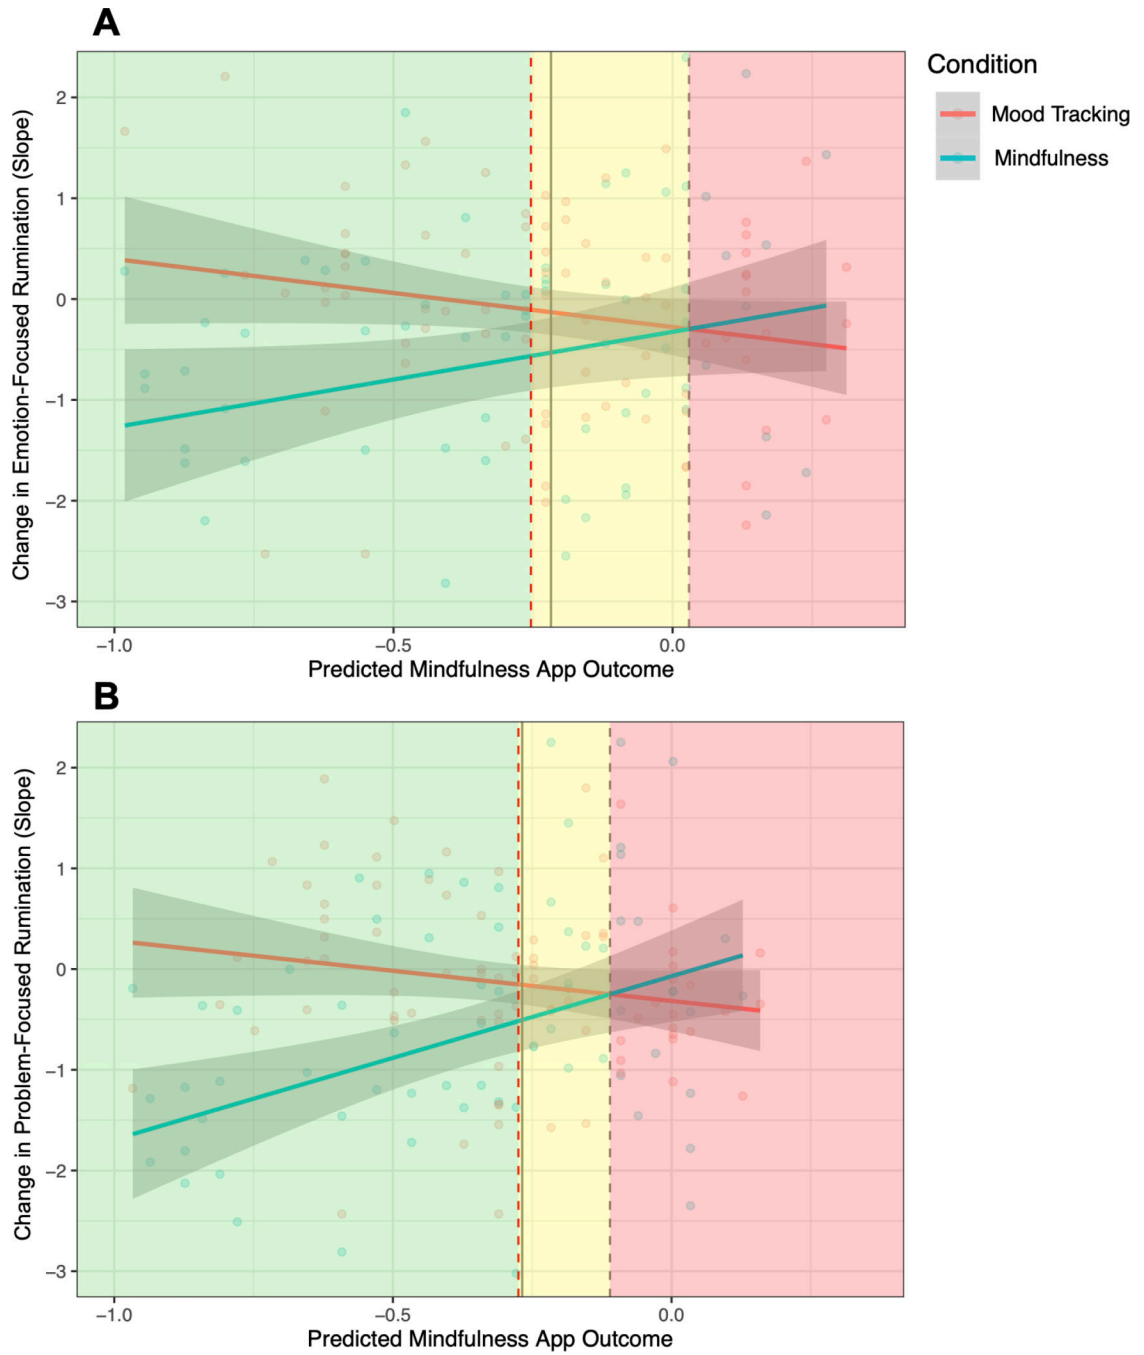 A
Change in Emotion-Focused Rumination (Slope)
2
1
0
−1
−2
−3
−1.0
−0.5
0.0
Predicted Mindfulness App Outcome
Condition
Mood Tracking
Mindfulness
B
Change in Problem-Focused Rumination (Slope)
2
1
0
−1
−2
−3
−1.0
−0.5
0.0
Predicted Mindfulness App Outcome